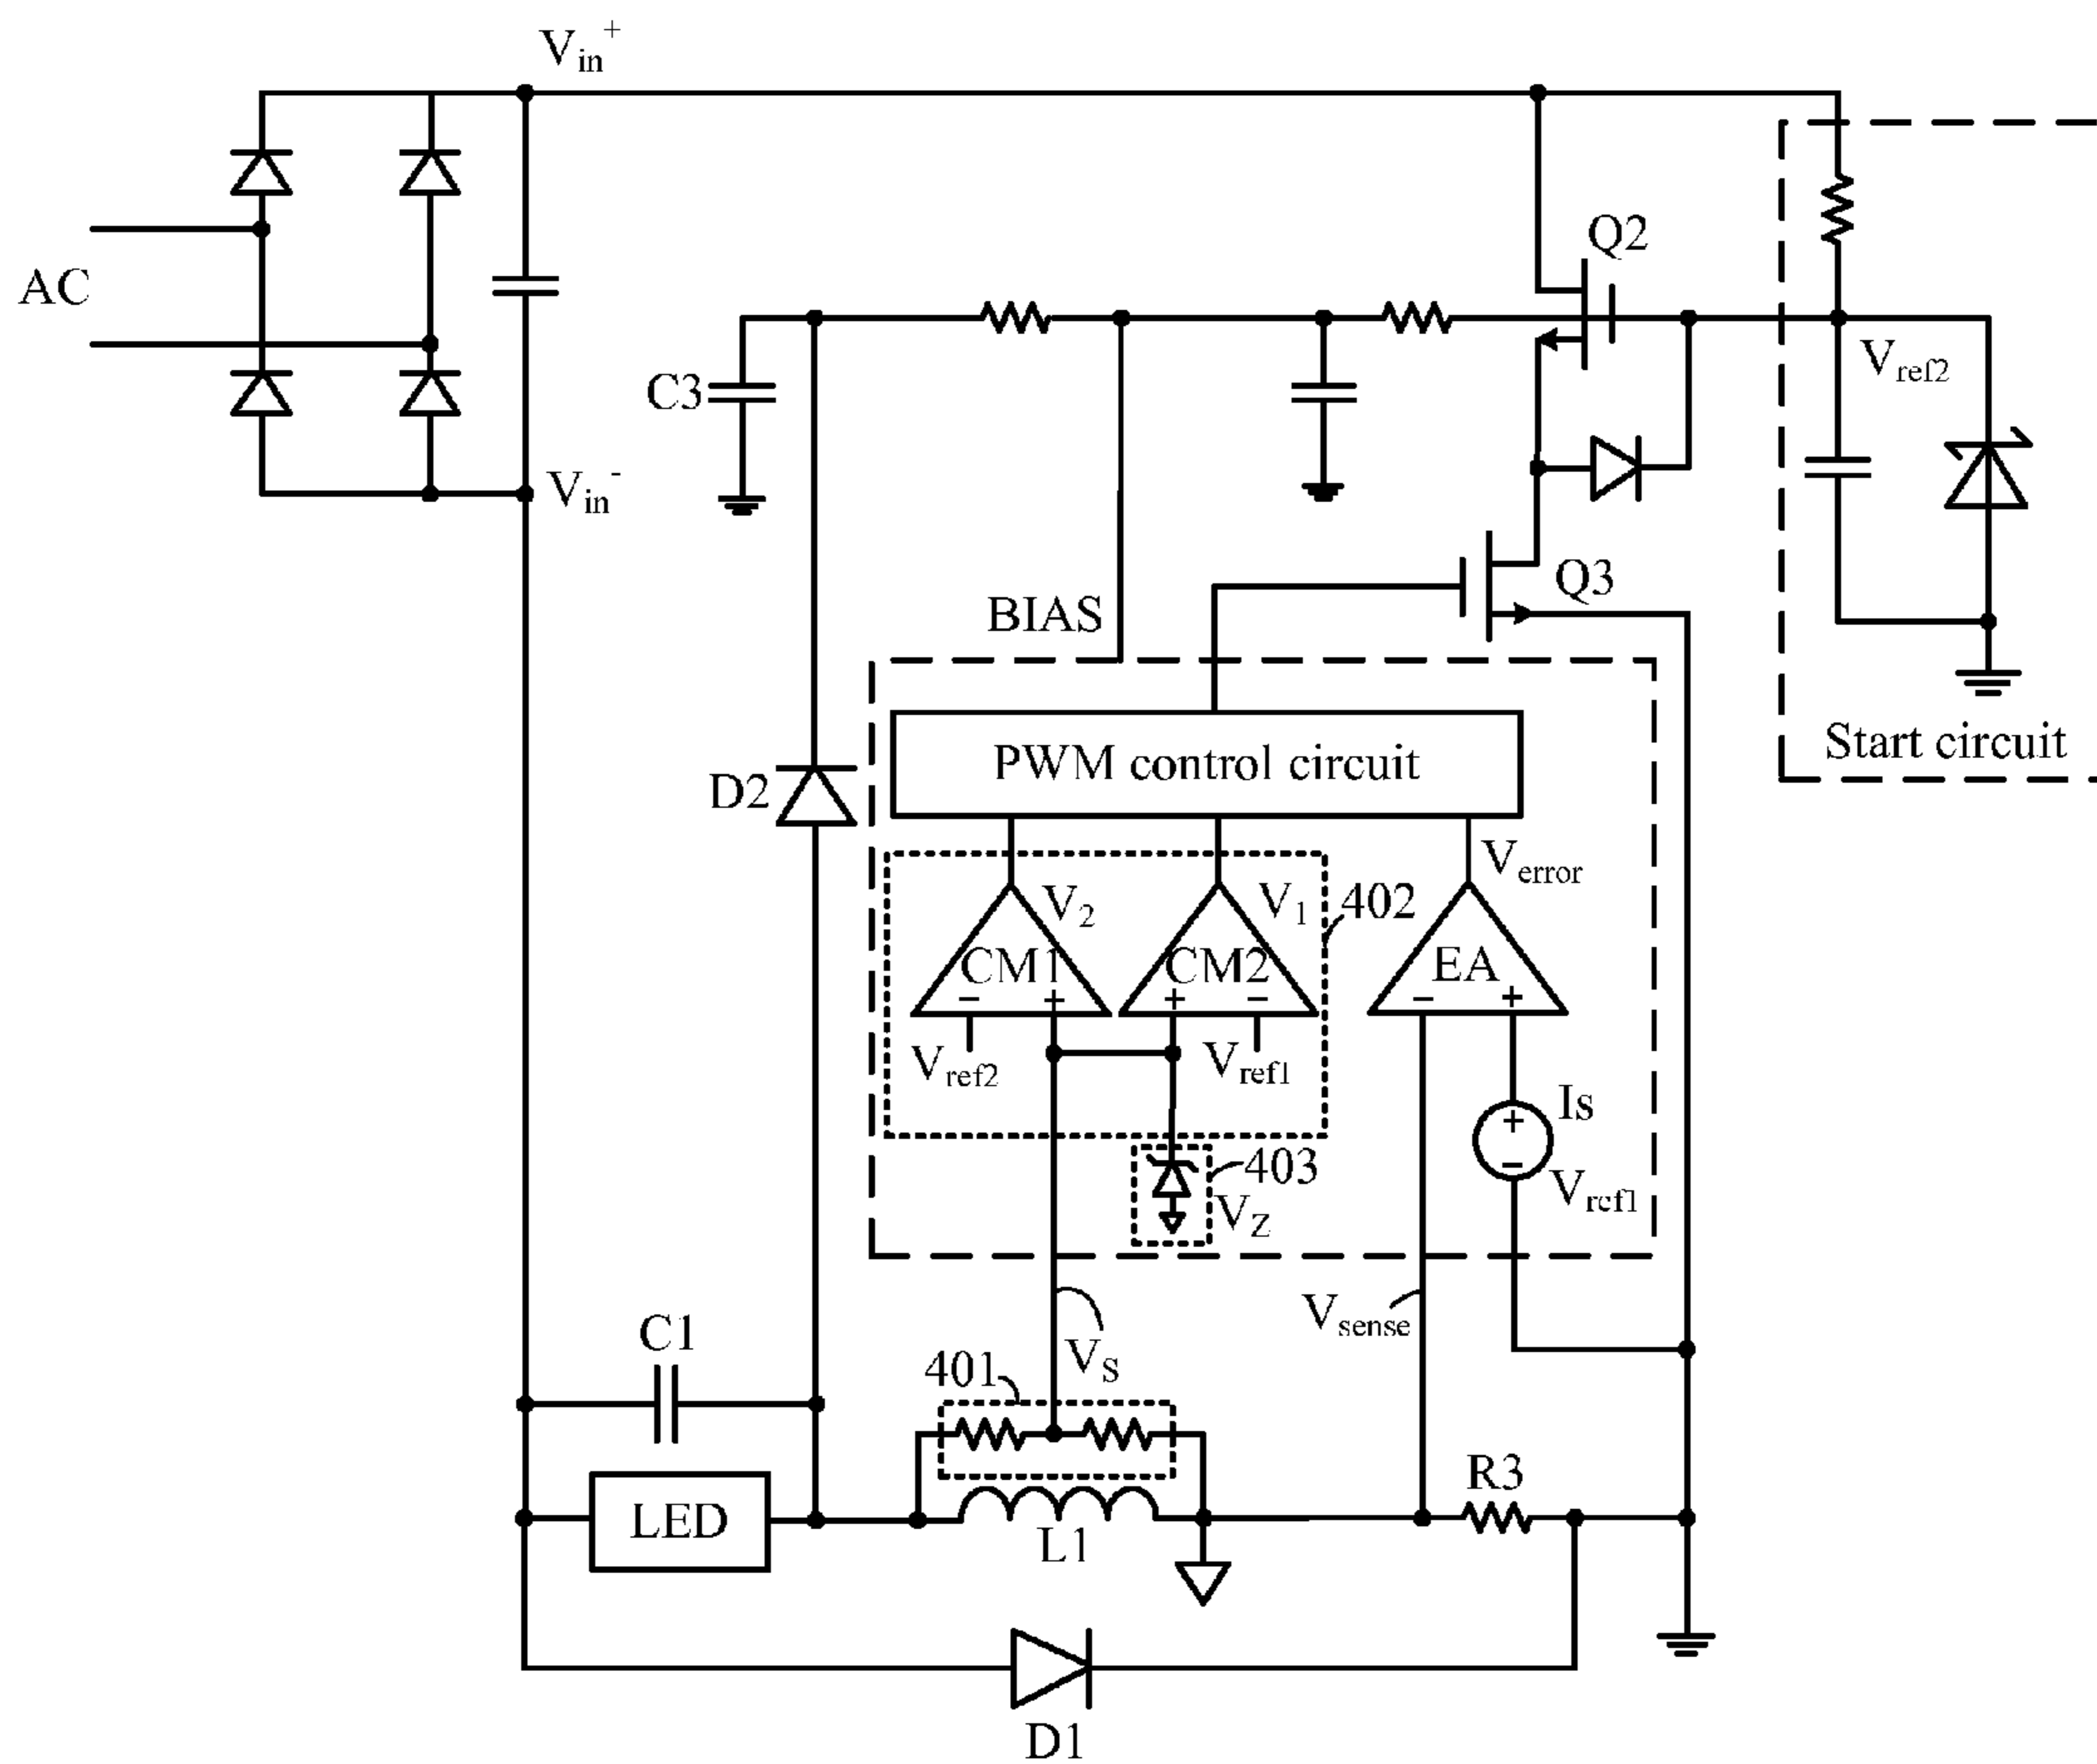 Vin+
Q2
AC
Vref2
C3
Vin-
Q3
BIAS
Start circuit
PWM control circuit
D2
Verror
V2
V1
402
CM1
CM2
EA
- +
+ -
- +
Vref2
Vref1
Is
+
-
403
Vref1
VZ
Vsense
C1
VS
401
R3
LED
L1
D1